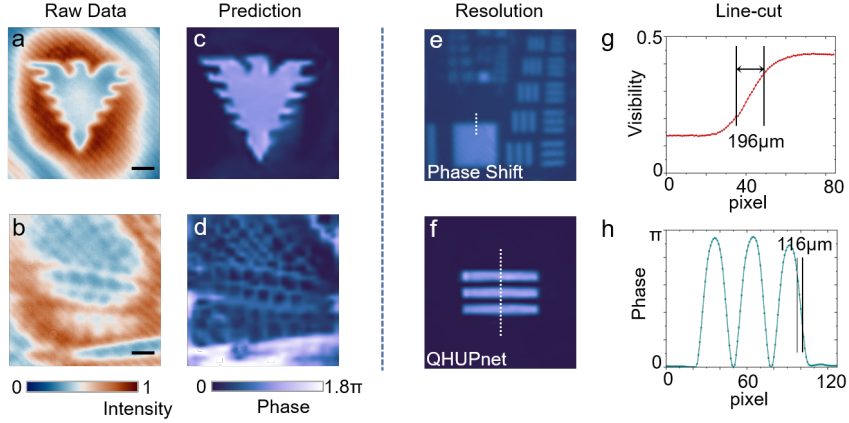 Raw Data
Prediction
Resolution
Line-cut
a
c
e
g
0.5
Visibility
196μm
0
0
40
80
pixel
Phase Shift
b
d
f
h
π
116μm
Phase
0
0
60
120
pixel
QHUPnet
0
1
Intensity
0
1.8π
Phase